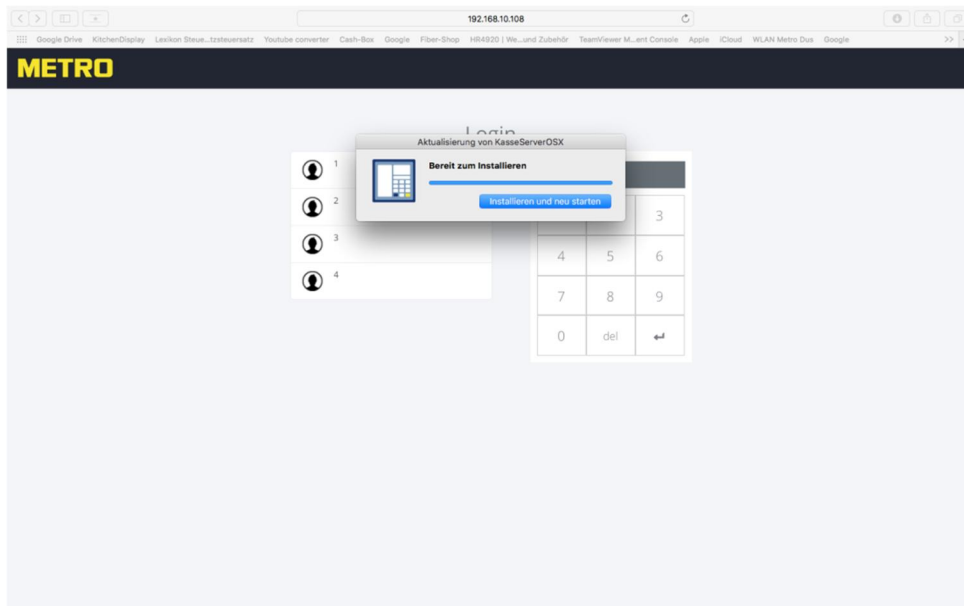 192.168.10.108
Google Drive KitchenDisplay Lexikon Steue...tzsteuersatz Youtube converter Cash-Box Google Fiber-Shop HR4920 | We...und Zubehör TeamViewer M...ent Console Apple iCloud WLAN Metro Dus Google >>
METRO
Aktualisierung von KasseServerOSX
Bereit zum Installieren
Installieren und neu starten
1
2
3
4
3
4 5 6
7 8 9
0 del